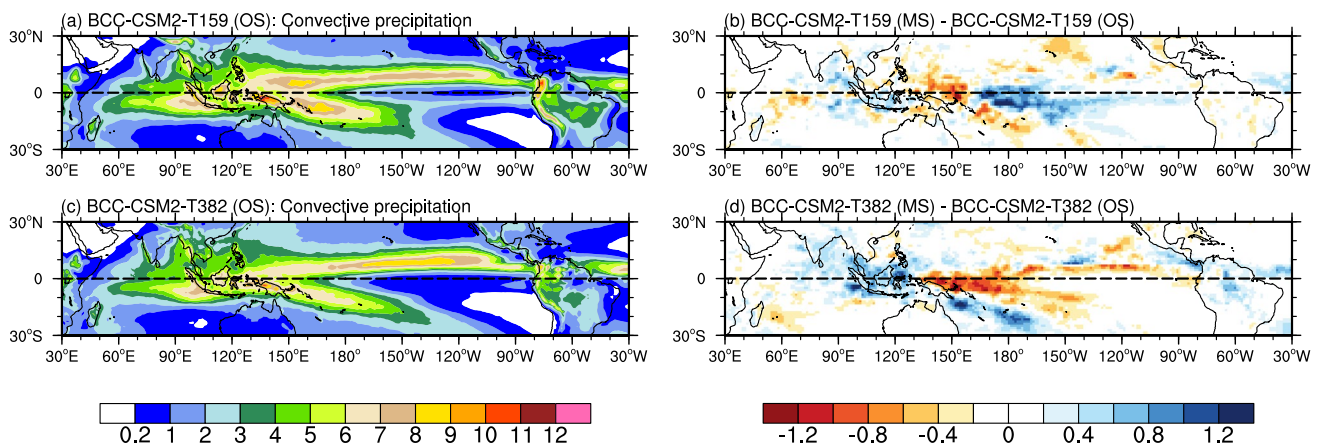 (a) BCC-CSM2-T159 (OS): Convective precipitation
30°N
0
30°S
30°E 60°E 90°E 120°E 150°E 180° 150°W 120°W 90°W 60°W 30°W
(b) BCC-CSM2-T159 (MS) - BCC-CSM2-T159 (OS)
30°N
0
30°S
30°E 60°E 90°E 120°E 150°E 180° 150°W 120°W 90°W 60°W 30°W
(c) BCC-CSM2-T382 (OS): Convective precipitation
30°N
0
30°S
30°E 60°E 90°E 120°E 150°E 180° 150°W 120°W 90°W 60°W 30°W
(d) BCC-CSM2-T382 (MS) - BCC-CSM2-T382 (OS)
30°N
0
30°S
30°E 60°E 90°E 120°E 150°E 180° 150°W 120°W 90°W 60°W 30°W
0.2 1 2 3 4 5 6 7 8 9 10 11 12
-1.2 -0.8 -0.4 0 0.4 0.8 1.2